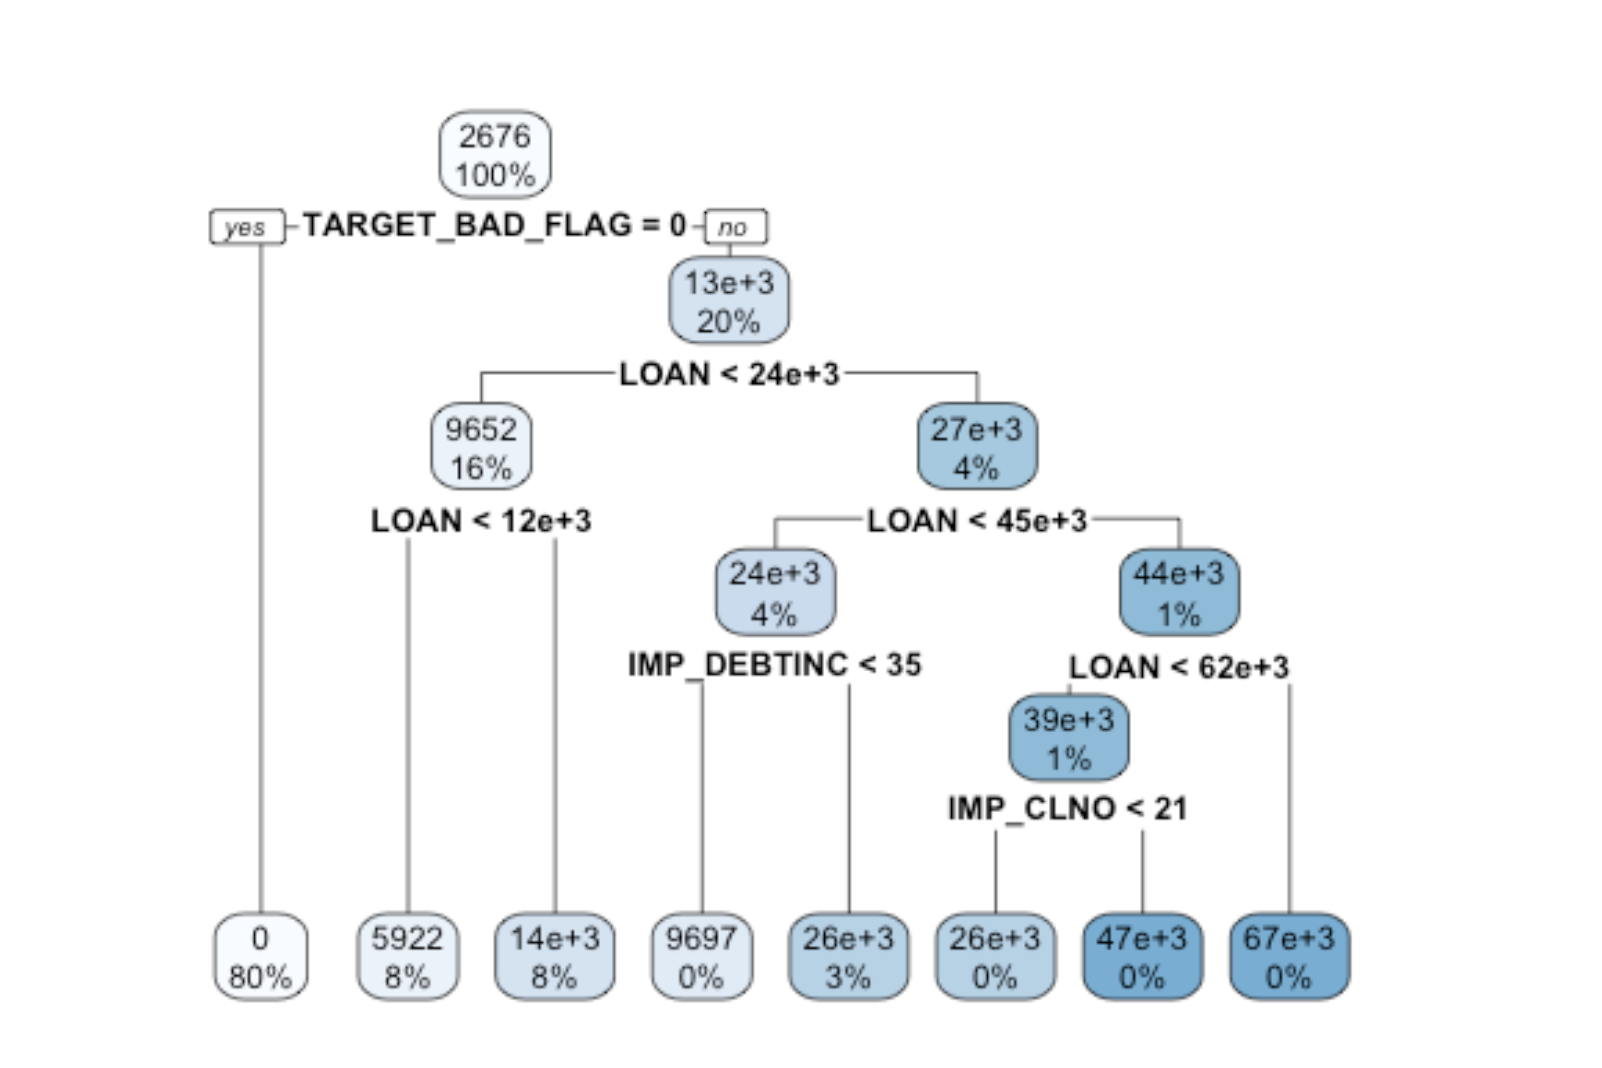 2676
100%
yes TARGET_BAD_FLAG = 0 no
13e+3
20%
LOAN < 24e+3
9652
16%
27e+3
4%
LOAN < 12e+3
LOAN < 45e+3
24e+3
4%
44e+3
1%
IMP_DEBTINC < 35
LOAN < 62e+3
39e+3
1%
IMP_CLNO < 21
0
80%
5922
8%
14e+3
8%
9697
0%
26e+3
3%
26e+3
0%
47e+3
0%
67e+3
0%